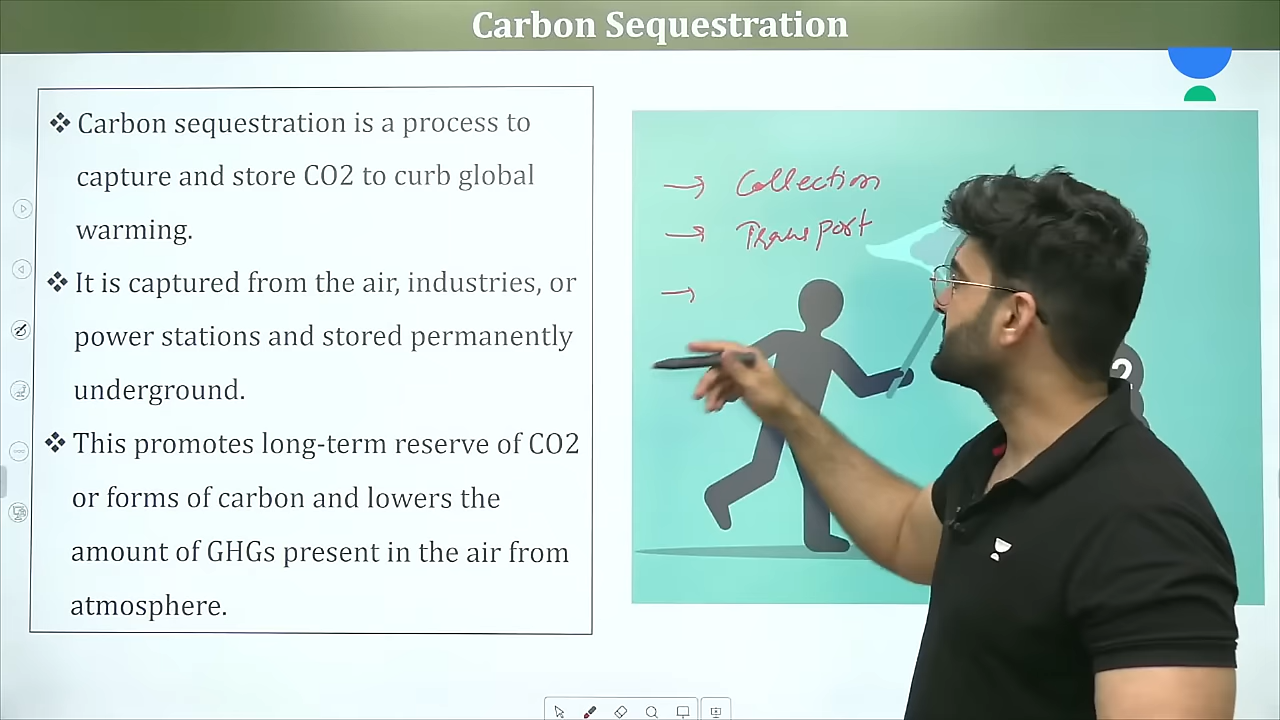 Carbon Sequestration
❖ Carbon sequestration is a process to
capture and store CO2 to curb global
warming.
❖ It is captured from the air, industries, or
power stations and stored permanently
underground.
❖ This promotes long-term reserve of CO2
or forms of carbon and lowers the
amount of GHGs present in the air from
atmosphere.
→ Collection
→ Transport
→
2